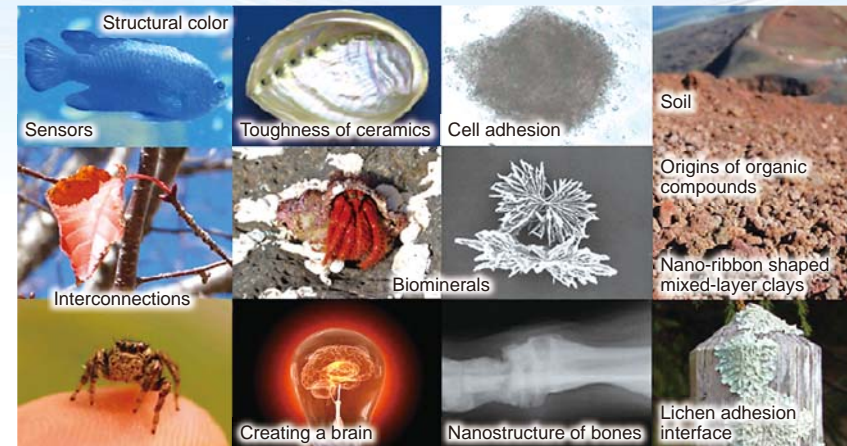 Structural color
Sensors
Toughness of ceramics
Cell adhesion
Soil
Origins of organic
compounds
Nano-ribbon shaped
mixed-layer clays
Interconnections
Biominerals
Creating a brain
Nanostructure of bones
Lichen adhesion
interface